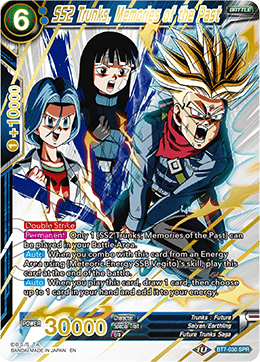 6
SS2 Trunks, Memories of the Past
BATTLE
1 +10000
Double Strike
Permanent Only 1 [SS2 Trunks, Memories of the Past] can
be played in your Battle Area.
Auto When you combo with this card from an Energy
Area using [Meteoric Energy SSB Vegito]'s skill, play this
card at the end of the battle.
Auto When you play this card, draw 1 card, then choose
up to 1 card in your hand and add it to your energy.
POWER 30000
Character Trunks : Future
Special Trait Saiyan/Earthling
Era Future Trunks Saga
BANDAI MADE IN JAPAN EN
BT7-030 SPR